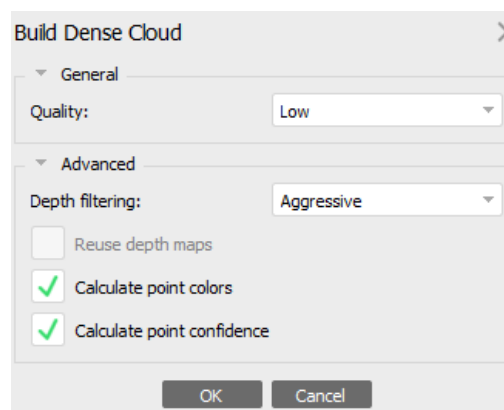 Build Dense Cloud
General
Quality: Low
Advanced
Depth filtering: Aggressive
Reuse depth maps
Calculate point colors
Calculate point confidence
OK Cancel